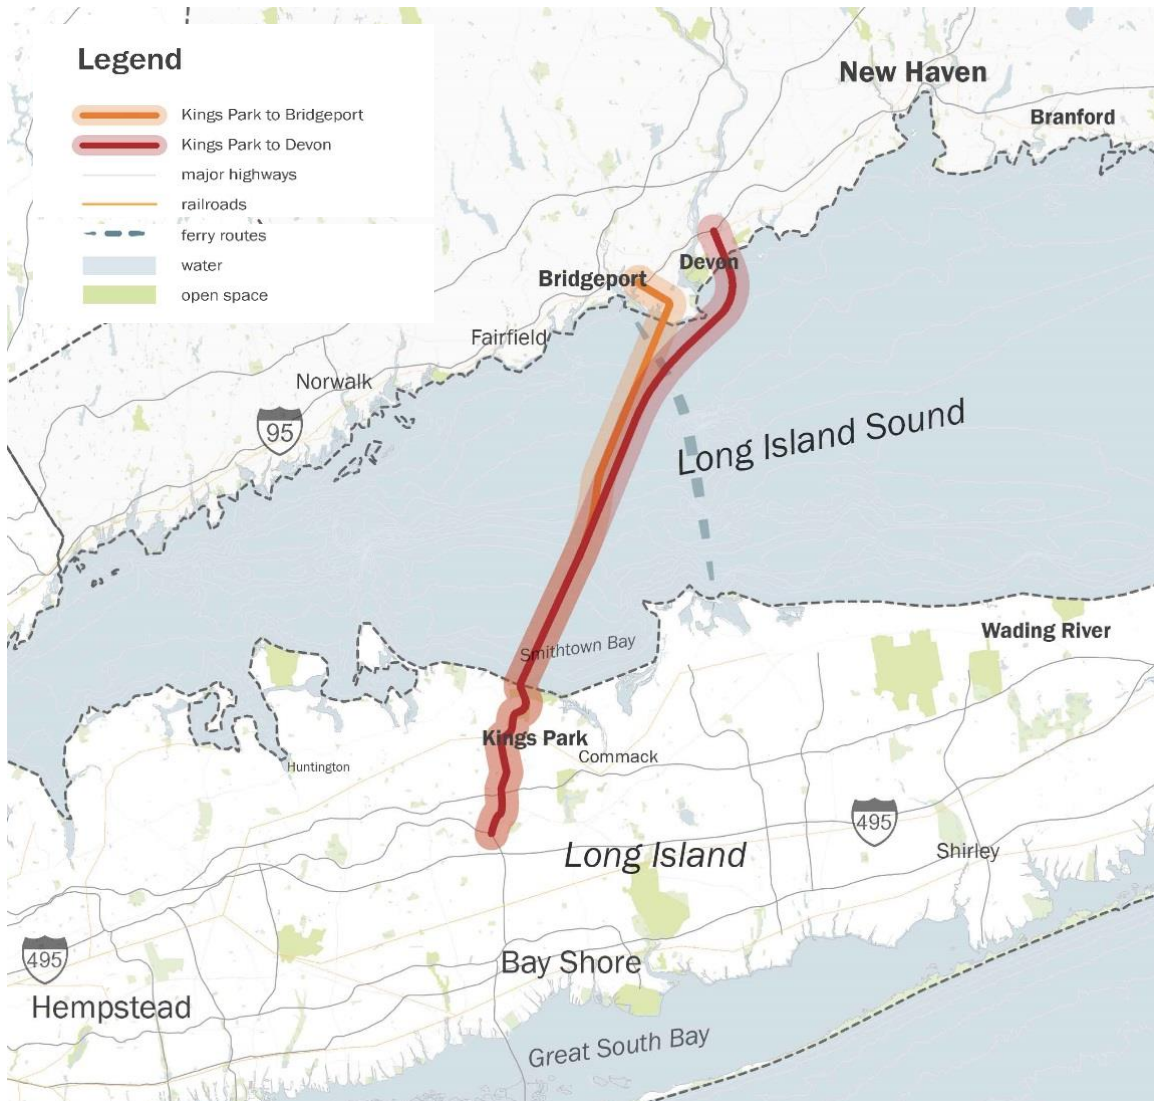 Legend
Kings Park to Bridgeport
Kings Park to Devon
major highways
railroads
ferry routes
water
open space
New Haven
Branford
Devon
Bridgeport
Fairfield
Norwalk
95
Long Island Sound
Smithtown Bay
Wading River
Kings Park
Commack
Huntington
495
Long Island
Shirley
495
Bay Shore
Hempstead
Great South Bay